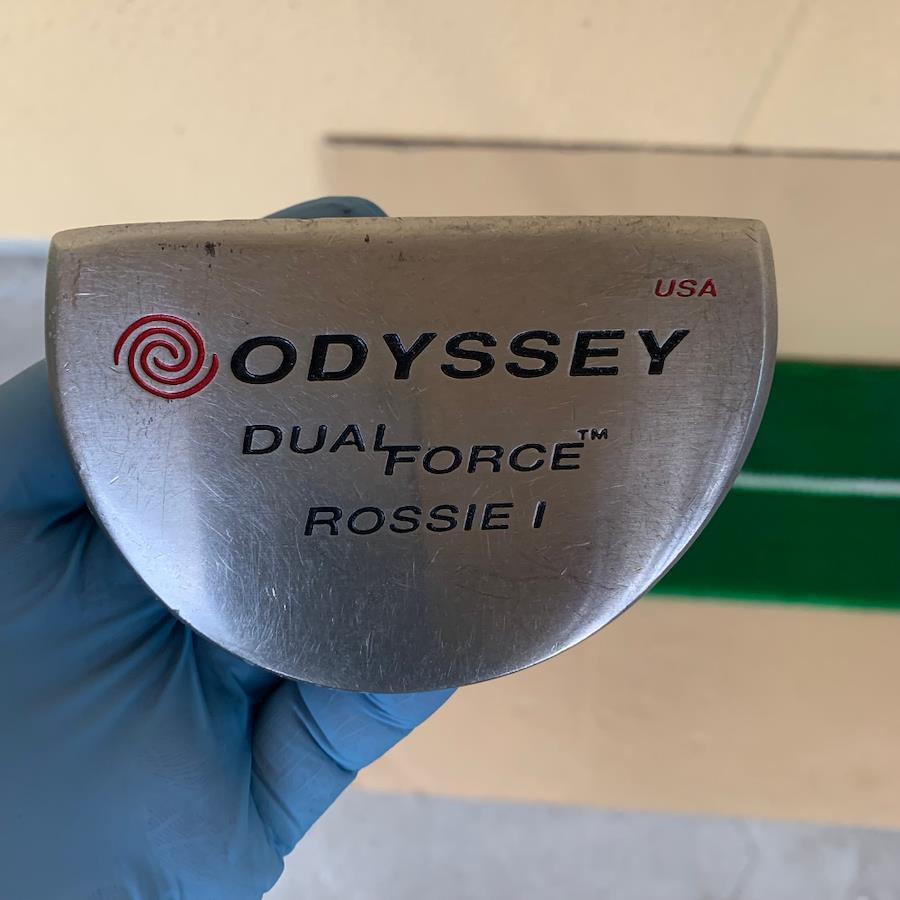 USA
ODYSSEY
DUAL FORCE™
ROSSIE I